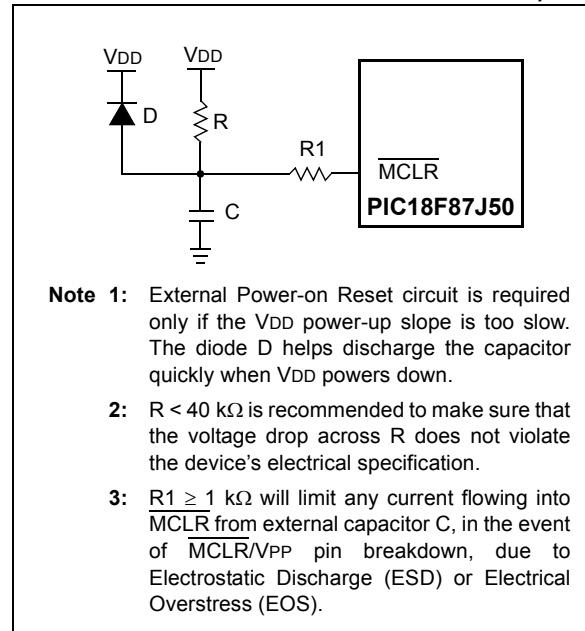 VDD VDD
D
R
R1
MCLR
PIC18F87J50
C
Note 1: External Power-on Reset circuit is required
only if the VDD power-up slope is too slow.
The diode D helps discharge the capacitor
quickly when VDD powers down.
2: R < 40 kΩ is recommended to make sure that
the voltage drop across R does not violate
the device's electrical specification.
3: R1 ≥ 1 kΩ will limit any current flowing into
MCLR from external capacitor C, in the event
of MCLR/VPP pin breakdown, due to
Electrostatic Discharge (ESD) or Electrical
Overstress (EOS).